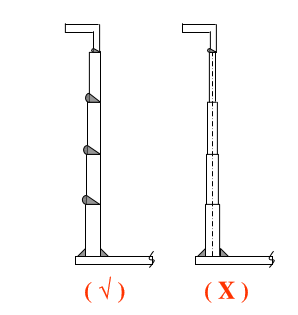 ( √ ) ( X )